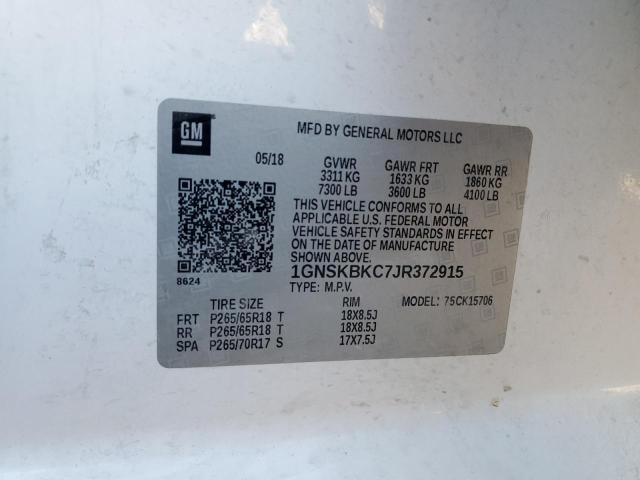 GM
MFD BY GENERAL MOTORS LLC
05/18 GVWR GAWR FRT GAWR RR
3311 KG 1633 KG 1860 KG
7300 LB 3600 LB 4100 LB
THIS VEHICLE CONFORMS TO ALL
APPLICABLE U.S. FEDERAL MOTOR
VEHICLE SAFETY STANDARDS IN EFFECT
ON THE DATE OF MANUFACTURE
SHOWN ABOVE.
8624
1GNSKBKC7JR372915
TYPE: M.P.V. MODEL: 75CK15706
TIRE SIZE RIM
FRT P265/65R18 T 18X8.5J
RR P265/65R18 T 18X8.5J
SPA P265/70R17 S 17X7.5J